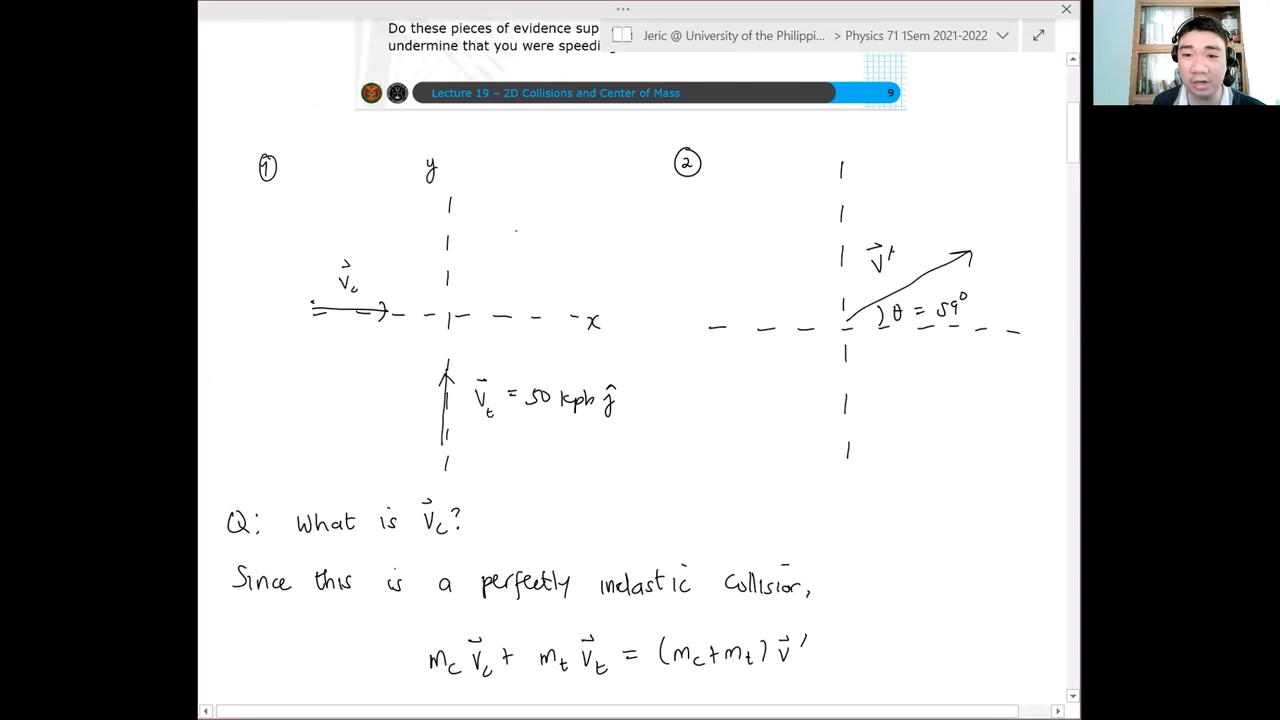 Do these pieces of evidence sup
undermine that you were speedi
Jeric @ University of the Philippi... > Physics 71 1Sem 2021-2022
Lecture 19 – 2D Collisions and Center of Mass 9
① y
v⃗c
x
v⃗t = 50 kph ĵ
②
v⃗'
θ = 59°
Q: What is v⃗c?
Since this is a perfectly inelastic collision,
mc v⃗c + mt v⃗t = (mc+mt) v⃗'